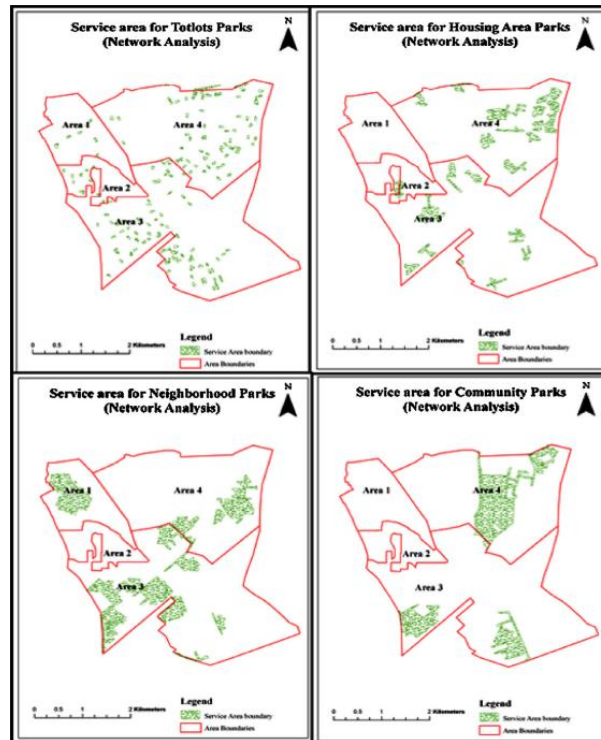 Service area for Totlots Parks
(Network Analysis)
N
Area 1
Area 4
Area 2
Area 3
0 0.5 1 2 Kilometers
Legend
Service Area boundary
Area Boundaries
Service area for Housing Area Parks
(Network Analysis)
N
Area 1
Area 4
Area 2
Area 3
0 0.5 1 2 Kilometers
Legend
Service Area boundary
Area Boundaries
Service area for Neighborhood Parks
(Network Analysis)
N
Area 1
Area 4
Area 2
Area 3
0 0.5 1 2 Kilometers
Legend
Service Area boundary
Area Boundaries
Service area for Community Parks
(Network Analysis)
N
Area 1
Area 4
Area 2
Area 3
0 0.5 1 2 Kilometers
Legend
Service Area boundary
Area Boundaries